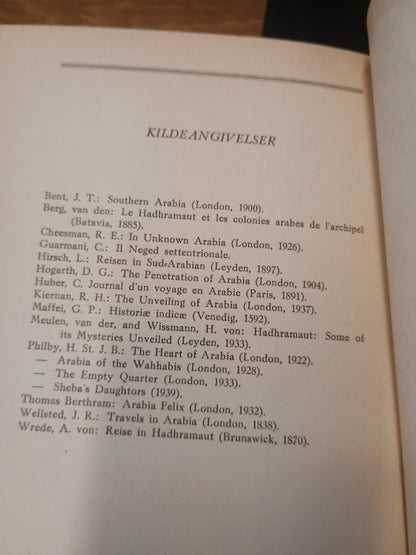 KILDEANGIVELSER
Bent, J. T.: Southern Arabia (London, 1900).
Berg, van den: Le Hadhramaut et les colonies arabes de l'archipel
(Batavia, 1885).
Cheesman, R. E.: In Unknown Arabia (London, 1926).
Guarmani, C.: Il Neged settentrionale.
Hirsch, L.: Reisen in Süd-Arabian (Leyden, 1897).
Hogarth, D. G.: The Penetration of Arabia (London, 1904).
Huber, C. Journal d'un voyage en Arabie (Paris, 1891).
Kiernan, R. H.: The Unveiling of Arabia (London, 1937).
Maffei, G. P.: Historiæ indicæ (Venedig, 1592).
Meulen, van der, and Wissmann, H. von: Hadhramaut: Some of
its Mysteries Unveiled (Leyden, 1933).
Philby, H. St. J. B.: The Heart of Arabia (London, 1922).
— Arabia of the Wahhabis (London, 1928).
— The Empty Quarter (London, 1933).
— Sheba's Daughtors (1939).
Thomas Berthram: Arabia Felix (London, 1932).
Wellsted, J. R.: Travels in Arabia (London, 1838).
Wrede, A. von: Reise in Hadhramaut (Brunswick, 1870).